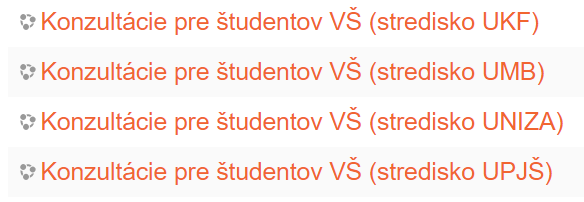 Konzultácie pre študentov VŠ (stredisko UKF)
Konzultácie pre študentov VŠ (stredisko UMB)
Konzultácie pre študentov VŠ (stredisko UNIZA)
Konzultácie pre študentov VŠ (stredisko UPJŠ)